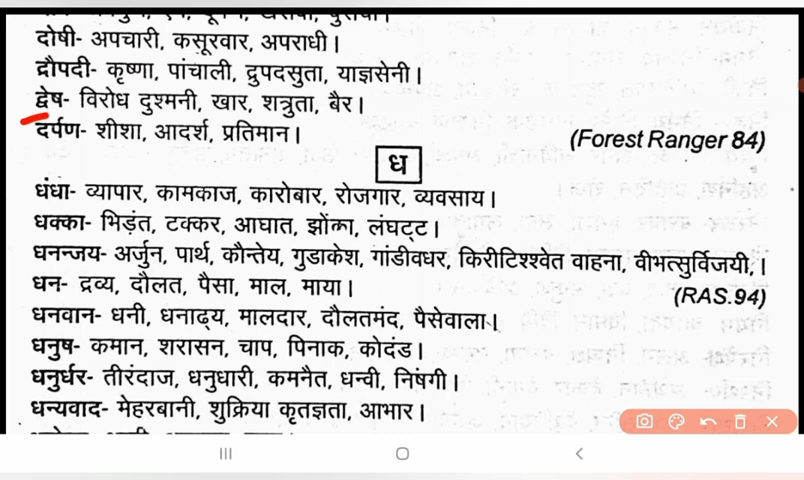 दोषी- अपचारी, कसूरवार, अपराधी।
द्रौपदी- कृष्णा, पांचाली, द्रुपदसुता, याज्ञसेनी।
द्वेष- विरोध दुश्मनी, खार, शत्रुता, बैर।
दर्पण- शीशा, आदर्श, प्रतिमान।
(Forest Ranger 84)
ध
धंधा- व्यापार, कामकाज, कारोबार, रोजगार, व्यवसाय।
धक्का- भिड़ंत, टक्कर, आघात, झोंका, लंघट्ट।
धनन्जय- अर्जुन, पार्थ, कौन्तेय, गुडाकेश, गांडीवधर, किरीटिश्श्वेत वाहना, वीभत्सुर्विजयी,।
धन- द्रव्य, दौलत, पैसा, माल, माया।
(RAS.94)
धनवान- धनी, धनाढ्य, मालदार, दौलतमंद, पैसेवाला।
धनुष- कमान, शरासन, चाप, पिनाक, कोदंड।
धनुर्धर- तीरंदाज, धनुधारी, कमनैत, धन्वी, निषंगी।
धन्यवाद- मेहरबानी, शुक्रिया कृतज्ञता, आभार।